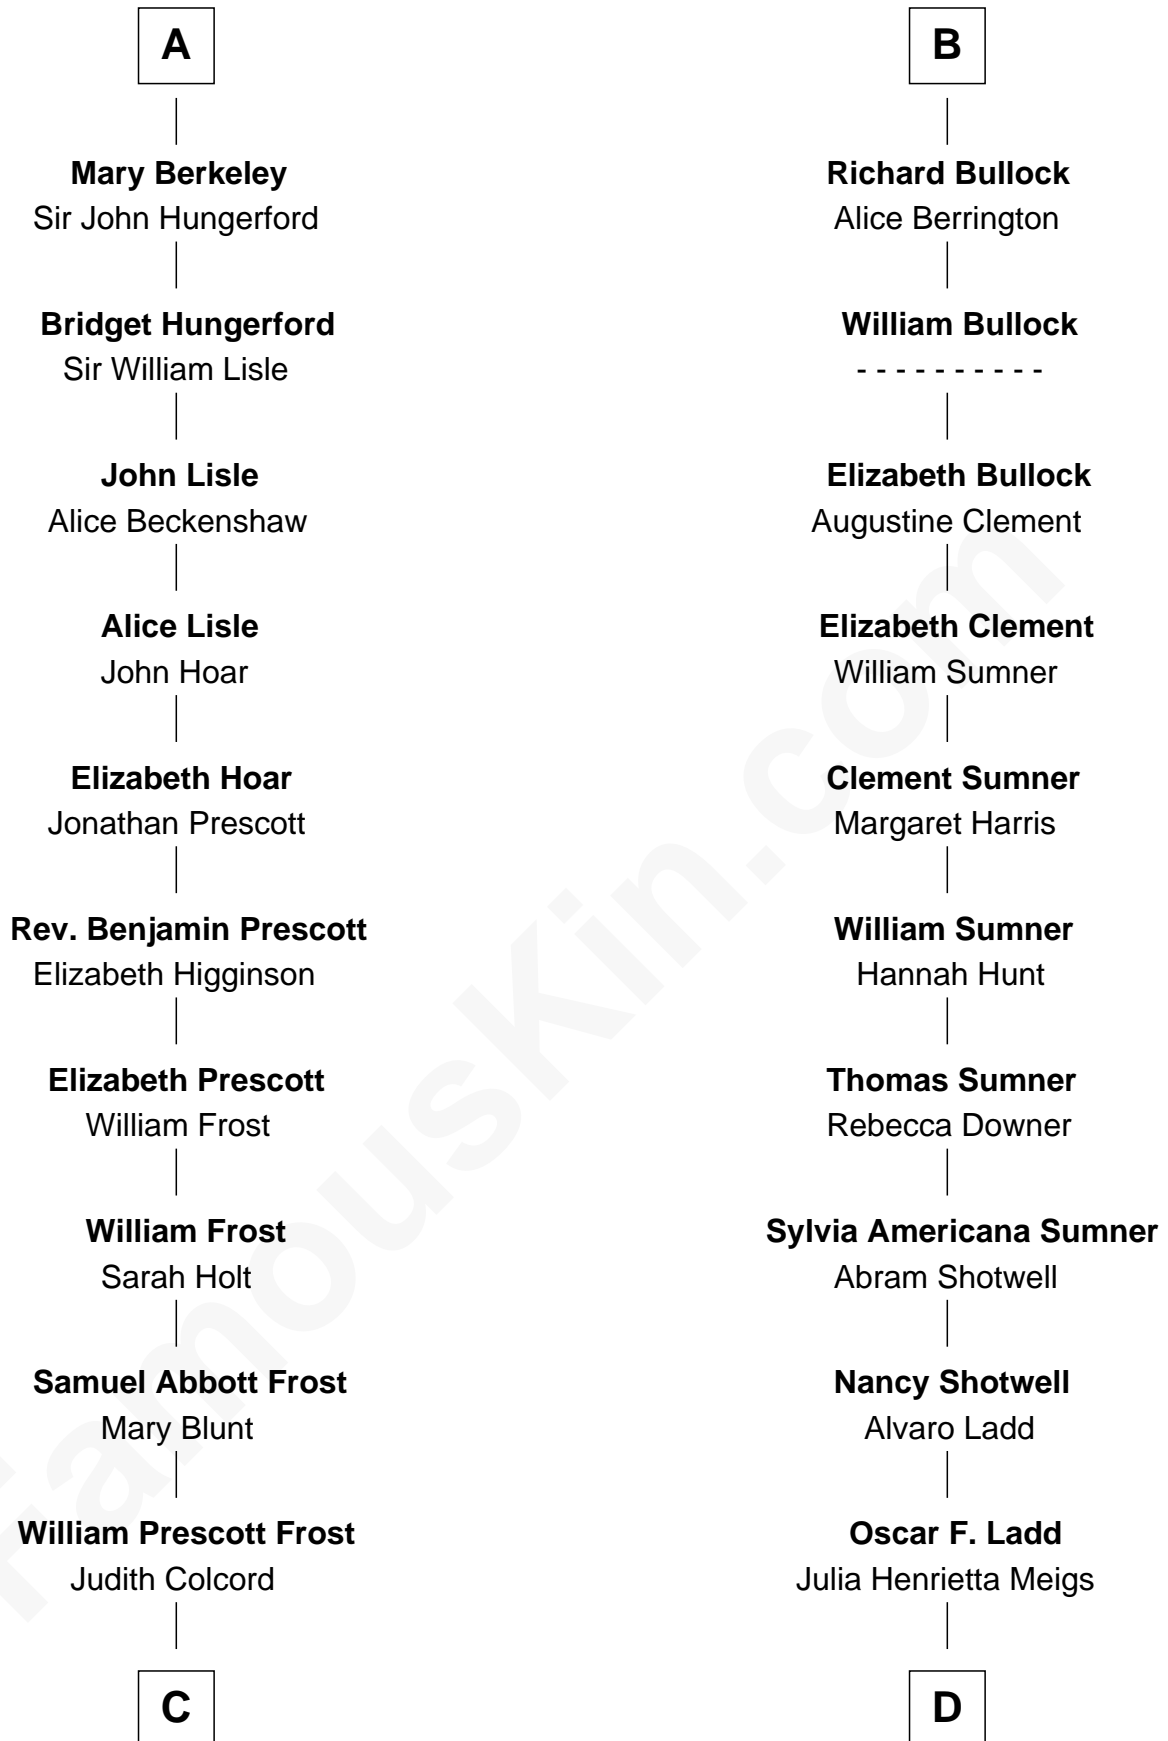 A
Mary Berkeley
Sir John Hungerford
Bridget Hungerford
Sir William Lisle
John Lisle
Alice Beckenshaw
Alice Lisle
John Hoar
Elizabeth Hoar
Jonathan Prescott
Rev. Benjamin Prescott
Elizabeth Higginson
Elizabeth Prescott
William Frost
William Frost
Sarah Holt
Samuel Abbott Frost
Mary Blunt
William Prescott Frost
Judith Colcord
C
B
Richard Bullock
Alice Berrington
William Bullock
- - - - - - - - - -
Elizabeth Bullock
Augustine Clement
Elizabeth Clement
William Sumner
Clement Sumner
Margaret Harris
William Sumner
Hannah Hunt
Thomas Sumner
Rebecca Downer
Sylvia Americana Sumner
Abram Shotwell
Nancy Shotwell
Alvaro Ladd
Oscar F. Ladd
Julia Henrietta Meigs
D
FamousKin.com